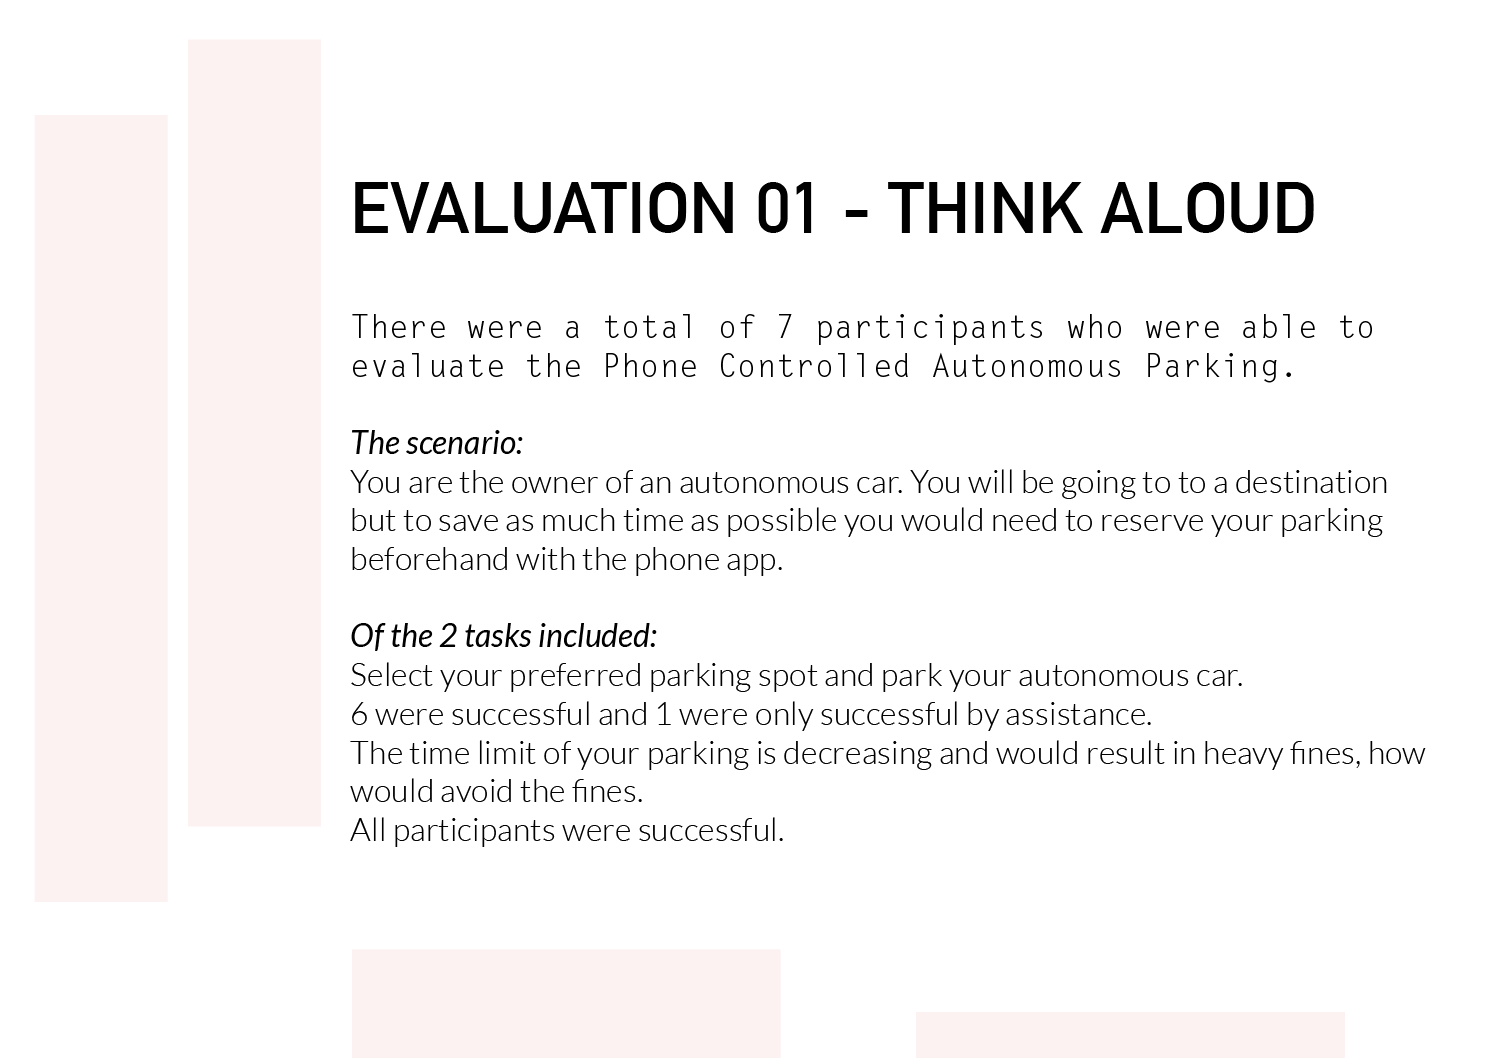 EVALUATION 01 - THINK ALOUD
There were a total of 7 participants who were able to
evaluate the Phone Controlled Autonomous Parking.
The scenario:
You are the owner of an autonomous car. You will be going to to a destination
but to save as much time as possible you would need to reserve your parking
beforehand with the phone app.
Of the 2 tasks included:
Select your preferred parking spot and park your autonomous car.
6 were successful and 1 were only successful by assistance.
The time limit of your parking is decreasing and would result in heavy fines, how
would avoid the fines.
All participants were successful.